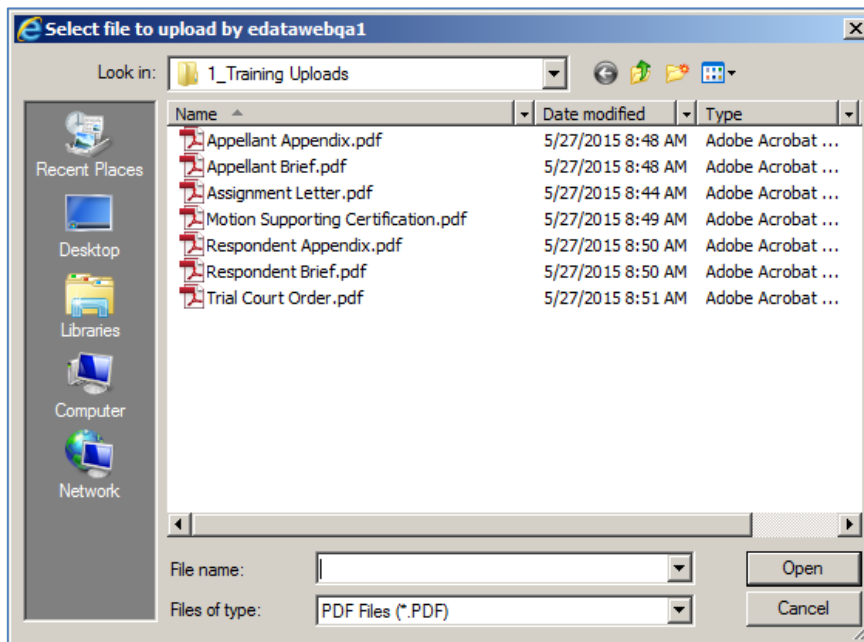 Select file to upload by edatawebqa1
Look in: 1_Training Uploads
Name Date modified Type
Appellant Appendix.pdf 5/27/2015 8:48 AM Adobe Acrobat ...
Appellant Brief.pdf 5/27/2015 8:48 AM Adobe Acrobat ...
Assignment Letter.pdf 5/27/2015 8:44 AM Adobe Acrobat ...
Motion Supporting Certification.pdf 5/27/2015 8:49 AM Adobe Acrobat ...
Respondent Appendix.pdf 5/27/2015 8:50 AM Adobe Acrobat ...
Respondent Brief.pdf 5/27/2015 8:50 AM Adobe Acrobat ...
Trial Court Order.pdf 5/27/2015 8:51 AM Adobe Acrobat ...
Recent Places
Desktop
Libraries
Computer
Network
File name: Open
Files of type: PDF Files (*.PDF) Cancel